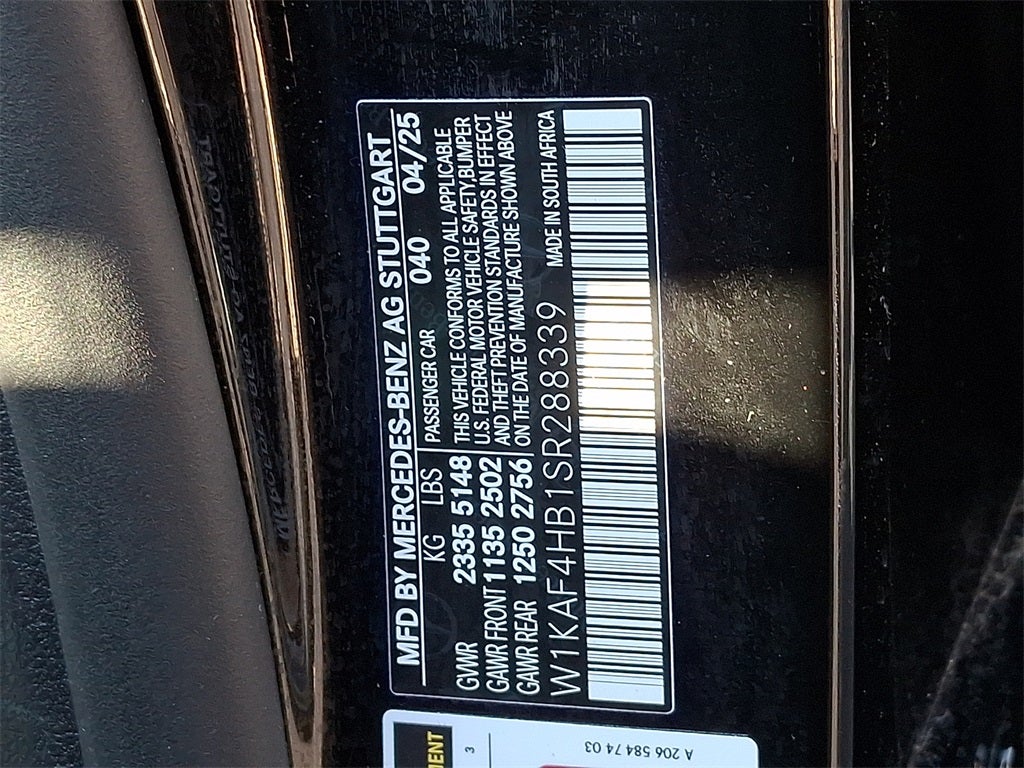 MFD BY MERCEDES-BENZ AG STUTTGART
KG LBS
PASSENGER CAR 040 04/25
GVWR 2335 5148
GAWR FRONT 1135 2502
GAWR REAR 1250 2756
THIS VEHICLE CONFORMS TO ALL APPLICABLE
U.S. FEDERAL MOTOR VEHICLE SAFETY,BUMPER
AND THEFT PREVENTION STANDARDS IN EFFECT
ON THE DATE OF MANUFACTURE SHOWN ABOVE
W1KAF4HB1SR288339 MADE IN SOUTH AFRICA
3
A 206 584 74 03